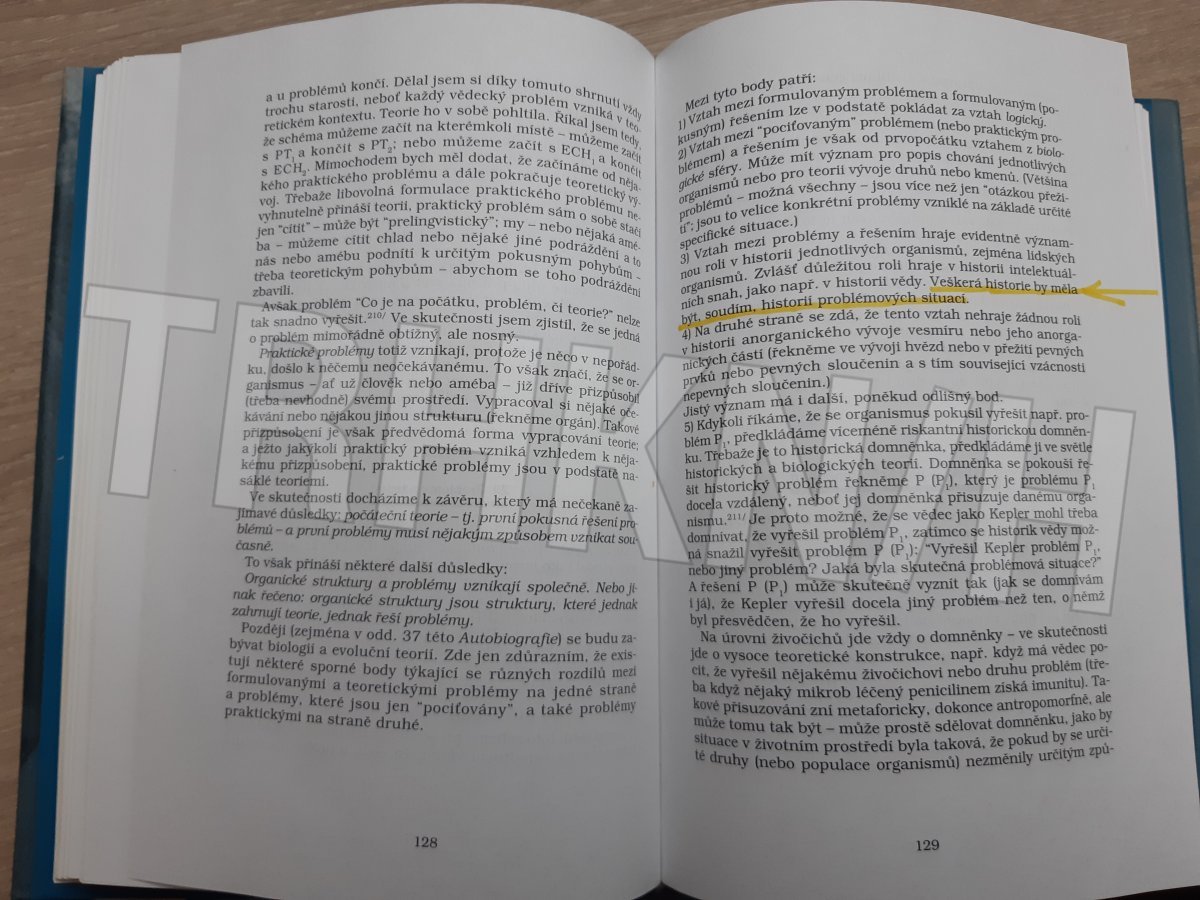 a u problémů končí. Dělal jsem si díky tomuto shrnutí vždy
trochu starosti, neboť každý vědecký problém vzniká v teo-
retickém kontextu. Teorie ho v sobě pohltila. Říkal jsem tedy,
že schéma můžeme začít na kterémkoli místě – můžeme začít
s PT₁ a končit s PT₂; nebo můžeme začít s ECH₁ a končit
s ECH₂. Mimochodem bych měl dodat, že začínáme od něja-
kého praktického problému a dále pokračuje teoretický vý-
voj. Třebaže libovolná formulace praktického problému ne-
vyhnutelně přináší teorii, praktický problém sám o sobě stačí
jen “cítit” – může být “prelingvistický”; my – nebo nějaká amé-
ba – můžeme cítit chlad nebo nějaké jiné podráždění a to
nás nebo amébu podnítí k určitým pokusným pohybům –
třeba teoretickým pohybům – abychom se toho podráždění
zbavili.
Avšak problém “Co je na počátku, problém, či teorie?” nelze
tak snadno vyřešit.²¹⁰/ Ve skutečnosti jsem zjistil, že se jedná
o problém mimořádně obtížný, ale nosný.
Praktické problémy totiž vznikají, protože je něco v nepořád-
ku, došlo k něčemu neočekávanému. To však značí, že se or-
ganismus – ať už člověk nebo améba – již dříve přizpůsobil
(třeba nevhodně) svému prostředí. Vypracoval si nějaké oče-
kávání nebo nějakou jinou strukturu (řekněme orgán). Takové
přizpůsobení je však předvědomá forma vypracování teorie;
a ježto jakýkoli praktický problém vzniká vzhledem k něja-
kému přizpůsobení, praktické problémy jsou v podstatě na-
sáklé teoriemi.
Ve skutečnosti docházíme k závěru, který má nečekaně za-
jímavé důsledky: počáteční teorie – tj. první pokusná řešení pro-
blémů – a první problémy musí nějakým způsobem vznikat sou-
časně.
To však přináší některé další důsledky:
Organické struktury a problémy vznikají společně. Nebo ji-
nak řečeno: organické struktury jsou struktury, které jednak
zahrnují teorie, jednak řeší problémy.
Později (zejména v odd. 37 této Autobiografie) se budu za-
bývat biologií a evoluční teorií. Zde jen zdůrazním, že exis-
tují některé sporné body týkající se různých rozdílů mezi
formulovanými a teoretickými problémy na jedné straně
a problémy, které jsou jen “pociťovány”, a také problémy
praktickými na straně druhé.
128
Mezi tyto body patří:
1) Vztah mezi formulovaným problémem a formulovaným (po-
kusným) řešením lze v podstatě pokládat za vztah logický.
2) Vztah mezi “pociťovaným” problémem (nebo praktickým pro-
blémem) a řešením je však od prvopočátku vztahem z biolo-
gické sféry. Může mít význam pro popis chování jednotlivých
organismů nebo pro teorii vývoje druhů nebo kmenů. (Většina
problémů – možná všechny – jsou více než jen “otázkou přeži-
tí”; jsou to velice konkrétní problémy vzniklé na základě určité
specifické situace.)
3) Vztah mezi problémy a řešením hraje evidentně význam-
nou roli v historii jednotlivých organismů, zejména lidských
organismů. Zvlášť důležitou roli hraje v historii intelektuál-
ních snah, jako např. v historii vědy. Veškerá historie by měla
být, soudím, historií problémových situací.
4) Na druhé straně se zdá, že tento vztah nehraje žádnou roli
v historii anorganického vývoje vesmíru nebo jeho anorga-
nických částí (řekněme ve vývoji hvězd nebo v přežití pevných
prvků nebo pevných sloučenin a s tím související vzácnosti
nepevných sloučenin.)
Jistý význam má i další, poněkud odlišný bod.
5) Kdykoli říkáme, že se organismus pokusil vyřešit např. pro-
blém P₁, předkládáme víceméně riskantní historickou domněn-
ku. Třebaže je to historická domněnka, předkládáme ji ve světle
historických a biologických teorií. Domněnka se pokouší ře-
šit historický problém řekněme P (P₁), který je problému P₁
docela vzdálený, neboť jej domněnka přisuzuje danému orga-
nismu.²¹¹/ Je proto možné, že se vědec jako Kepler mohl třeba
domnívat, že vyřešil problém P₁, zatímco se historik vědy mož-
ná snažil vyřešit problém P (P₁): “Vyřešil Kepler problém P₁,
nebo jiný problém? Jaká byla skutečná problémová situace?”
A řešení P (P₁) může skutečně vyznít tak (jak se domnívám
i já), že Kepler vyřešil docela jiný problém než ten, o němž
byl přesvědčen, že ho vyřešil.
Na úrovni živočichů jde vždy o domněnky – ve skutečnosti
jde o vysoce teoretické konstrukce, např. když má vědec po-
cit, že vyřešil nějakému živočichovi nebo druhu problém (tře-
ba když nějaký mikrob léčený penicilinem získá imunitu). Ta-
kové přisuzování zní metaforicky, dokonce antropomorfně, ale
může tomu tak být – může prostě sdělovat domněnku, jako by
situace v životním prostředí byla taková, že pokud by se urči-
té druhy (nebo populace organismů) nezměnily určitým způ-
129